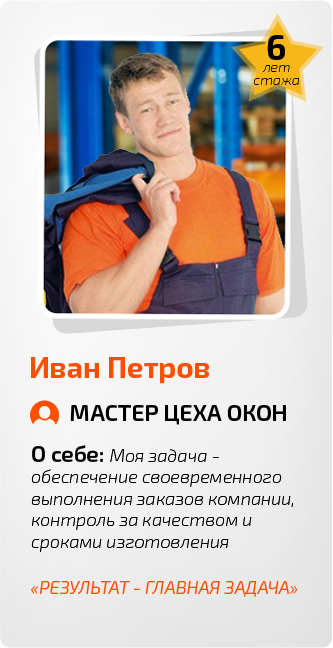 6
лет
стажа
Иван Петров
МАСТЕР ЦЕХА ОКОН
О себе: Моя задача -
обеспечение своевременного
выполнения заказов компании,
контроль за качеством и
сроками изготовления
«РЕЗУЛЬТАТ - ГЛАВНАЯ ЗАДАЧА»